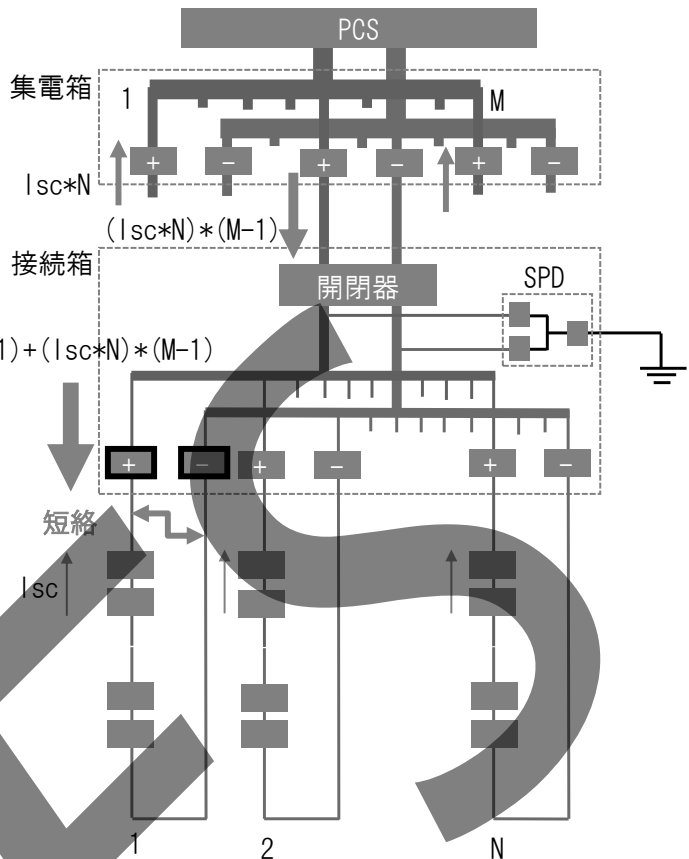 PCS
集電箱
1
M
+ - + - + -
Isc*N
(Isc*N)*(M-1)
接続箱
開閉器
SPD
1)+(Isc*N)*(M-1)
+ - + - + -
短絡
Isc
1
2
N